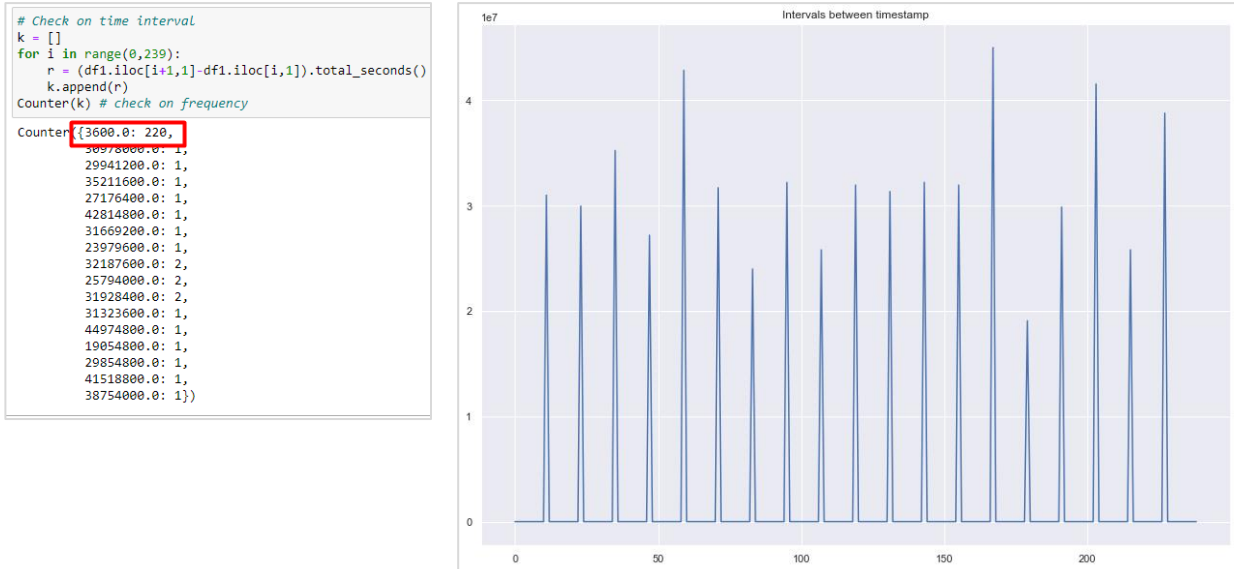 # Check on time interval
k = []
for i in range(0,239):
    r = (df1.iloc[i+1,1]-df1.iloc[i,1]).total_seconds()
    k.append(r)
Counter(k) # check on frequency
Counter({3600.0: 220,
30978000.0: 1,
29941200.0: 1,
35211600.0: 1,
27176400.0: 1,
42814800.0: 1,
31669200.0: 1,
23979600.0: 1,
32187600.0: 2,
25794000.0: 2,
31928400.0: 2,
31323600.0: 1,
44974800.0: 1,
19054800.0: 1,
29854800.0: 1,
41518800.0: 1,
38754000.0: 1})
Intervals between timestamp
1e7
4
3
2
1
0
0 50 100 150 200